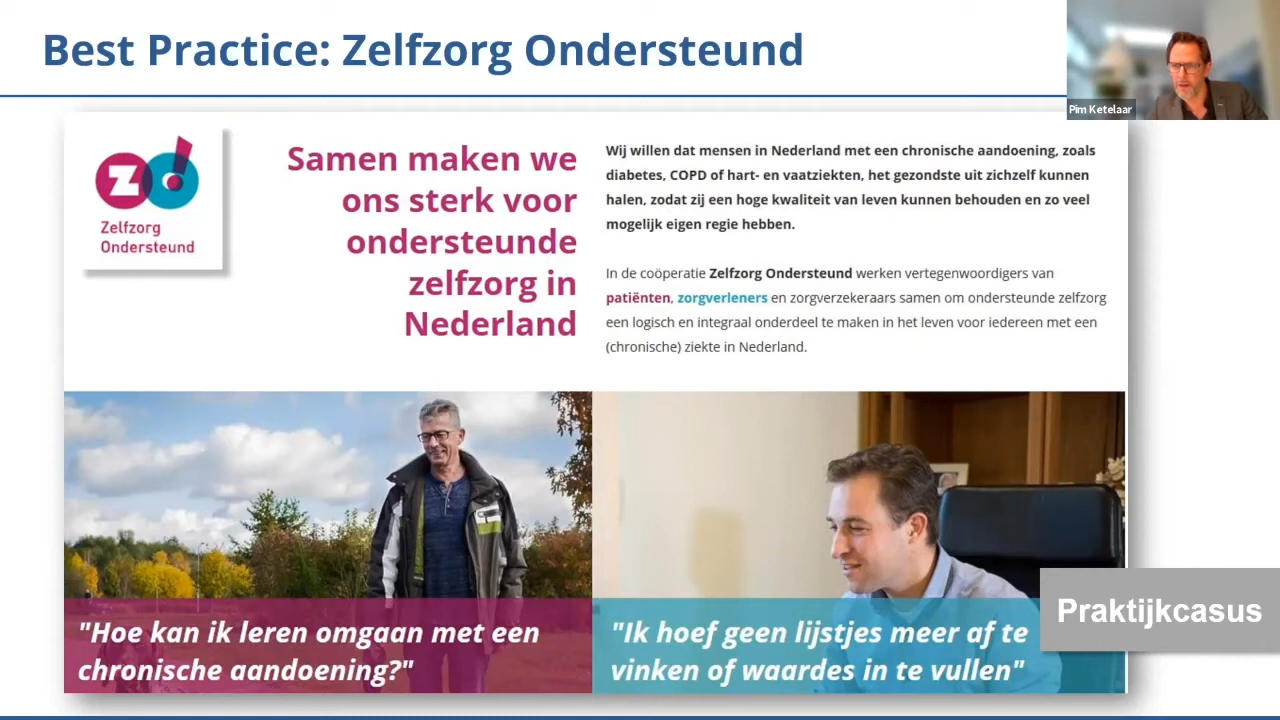 Best Practice: Zelfzorg Ondersteund
Pim Ketelaar
zo!
Zelfzorg
Ondersteund
Samen maken we
ons sterk voor
ondersteunde
zelfzorg in
Nederland
Wij willen dat mensen in Nederland met een chronische aandoening, zoals
diabetes, COPD of hart- en vaatziekten, het gezondste uit zichzelf kunnen
halen, zodat zij een hoge kwaliteit van leven kunnen behouden en zo veel
mogelijk eigen regie hebben.
In de coöperatie Zelfzorg Ondersteund werken vertegenwoordigers van
patiënten, zorgverleners en zorgverzekeraars samen om ondersteunde zelfzorg
een logisch en integraal onderdeel te maken in het leven voor iedereen met een
(chronische) ziekte in Nederland.
"Hoe kan ik leren omgaan met een
chronische aandoening?"
"Ik hoef geen lijstjes meer af te
vinken of waardes in te vullen"
Praktijkcasus